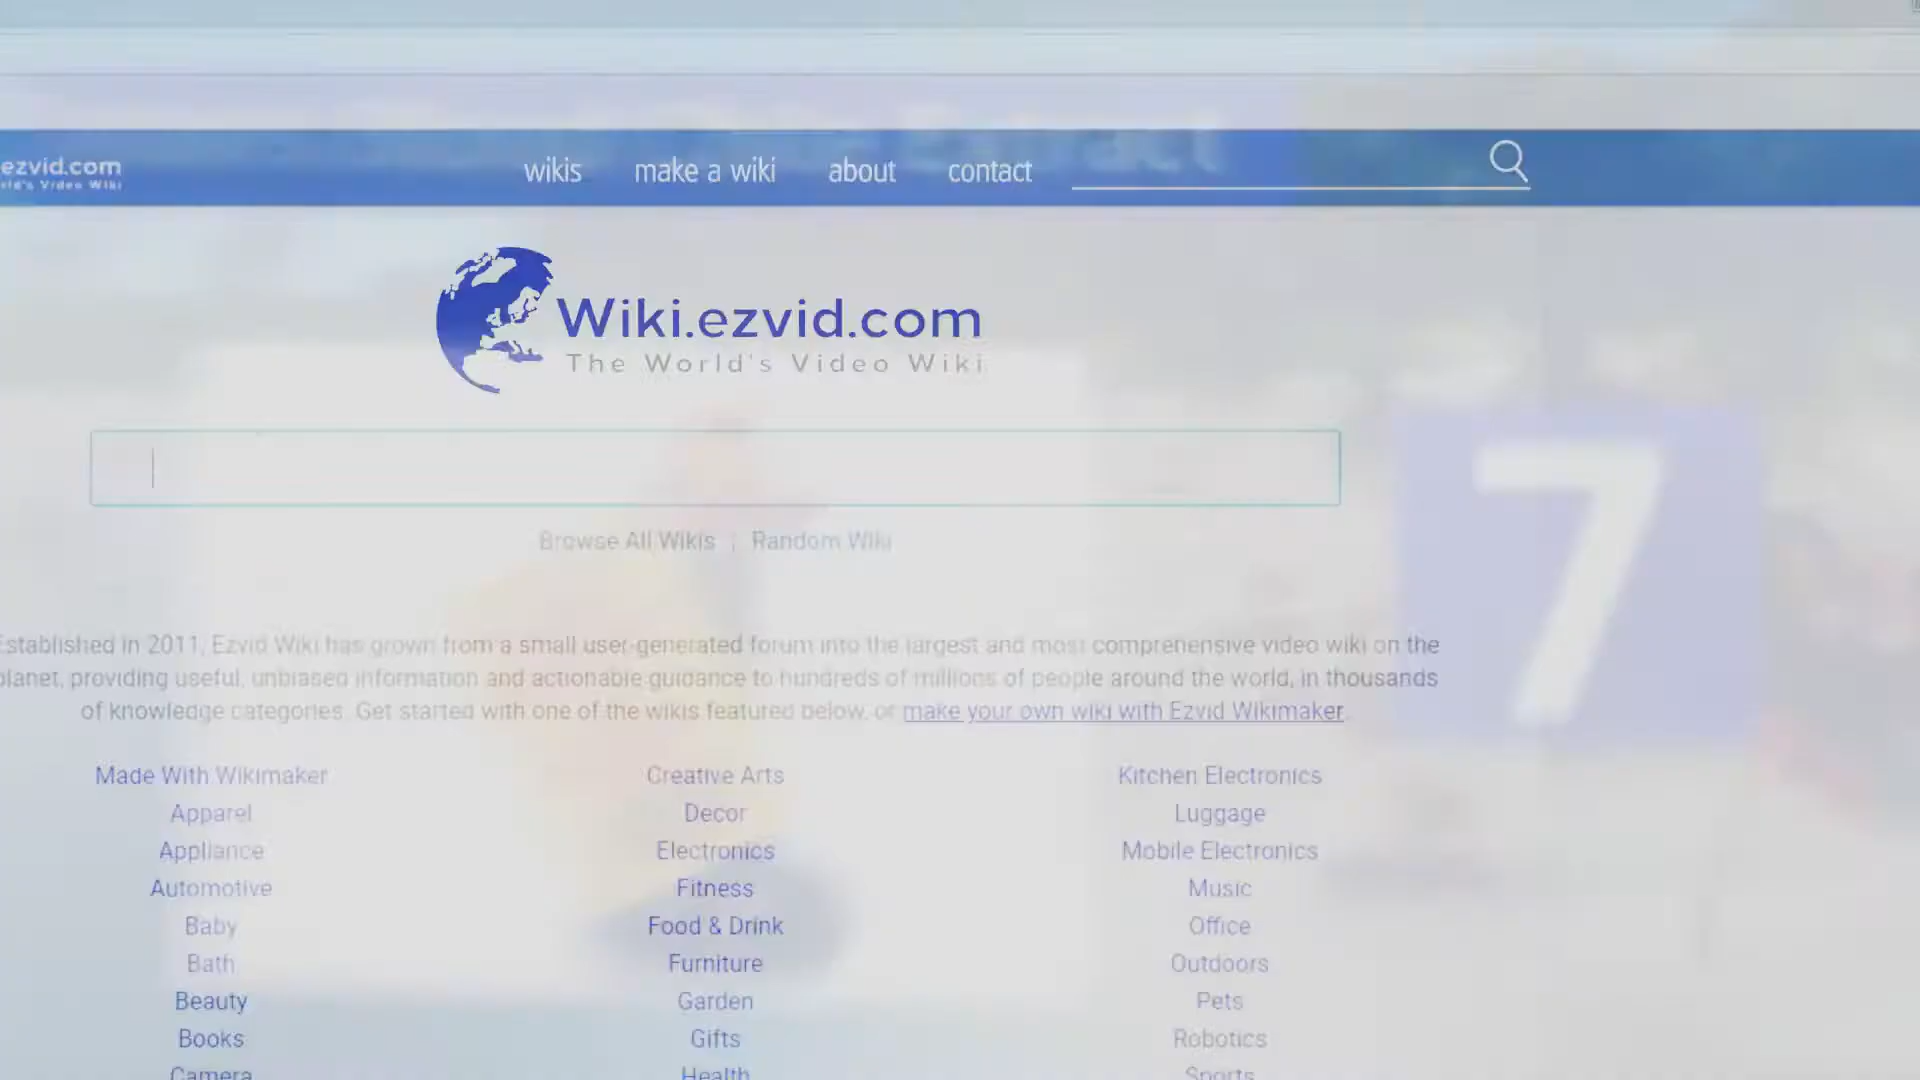 ezvid.com
wikis make a wiki about contact
Wiki.ezvid.com
The World's Video Wiki
Browse All Wikis | Random Wiki
Established in 2011, Ezvid Wiki has grown from a small user-generated forum into the largest and most comprehensive video wiki on the
planet, providing useful, unbiased information and actionable guidance to hundreds of millions of people around the world, in thousands
of knowledge categories. Get started with one of the wikis featured below, or make your own wiki with Ezvid Wikimaker.
Made With Wikimaker Creative Arts Kitchen Electronics
Apparel Decor Luggage
Appliance Electronics Mobile Electronics
Automotive Fitness Music
Baby Food & Drink Office
Bath Furniture Outdoors
Beauty Garden Pets
Books Gifts Robotics
Camera Health Sports
7